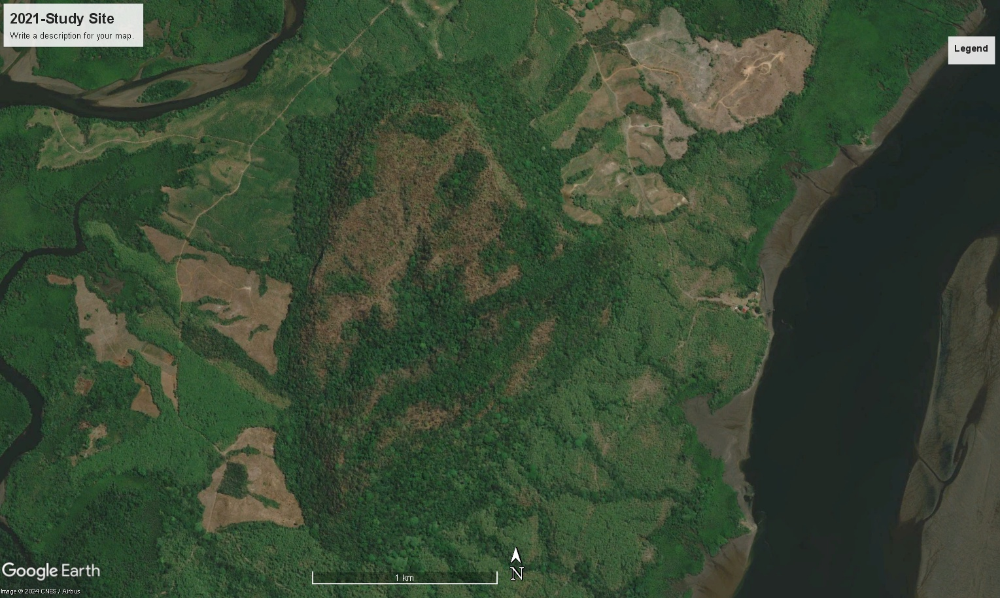 2021-Study Site
Write a description for your map.
Legend
Google Earth
1 km
N
Image © 2024 CNES / Airbus